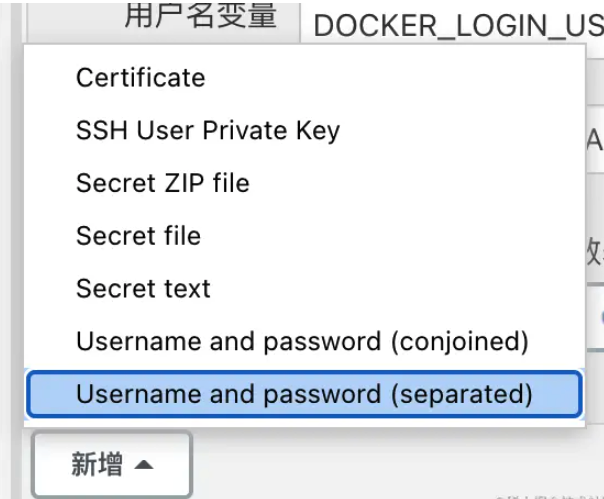 用户名变量
DOCKER_LOGIN_US
Certificate
SSH User Private Key
Secret ZIP file
Secret file
Secret text
Username and password (conjoined)
Username and password (separated)
新增